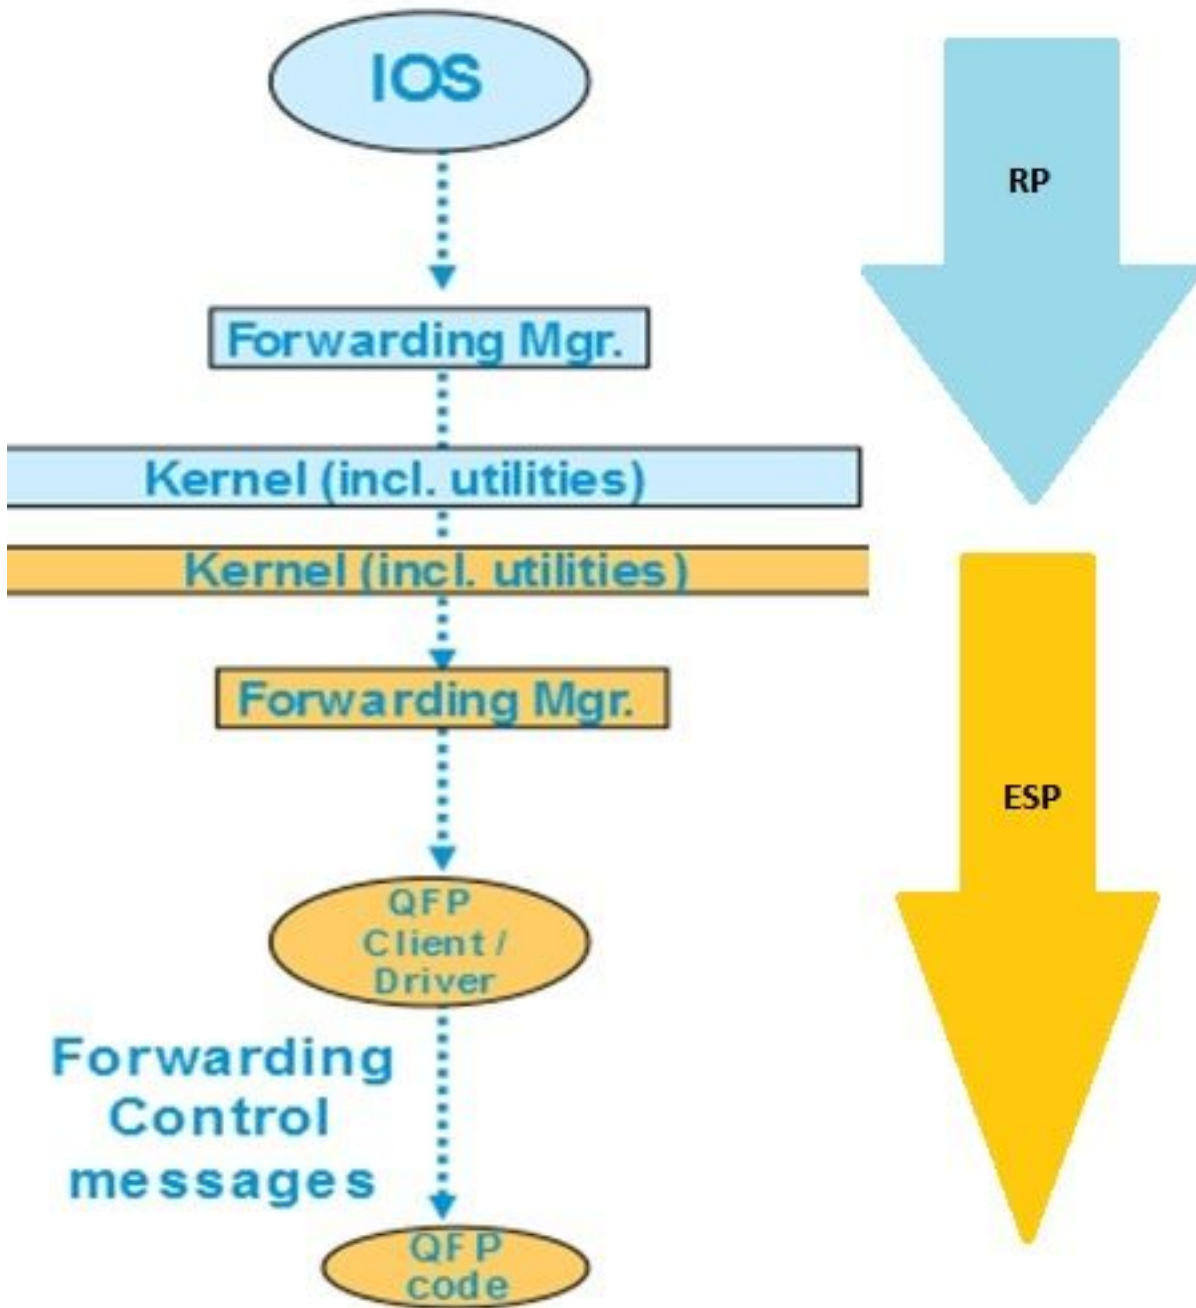 IOS
RP
Forwarding Mgr.
Kernel (incl. utilities)
Kernel (incl. utilities)
Forwarding Mgr.
ESP
QFP
Client /
Driver
Forwarding
Control
messages
QFP
code